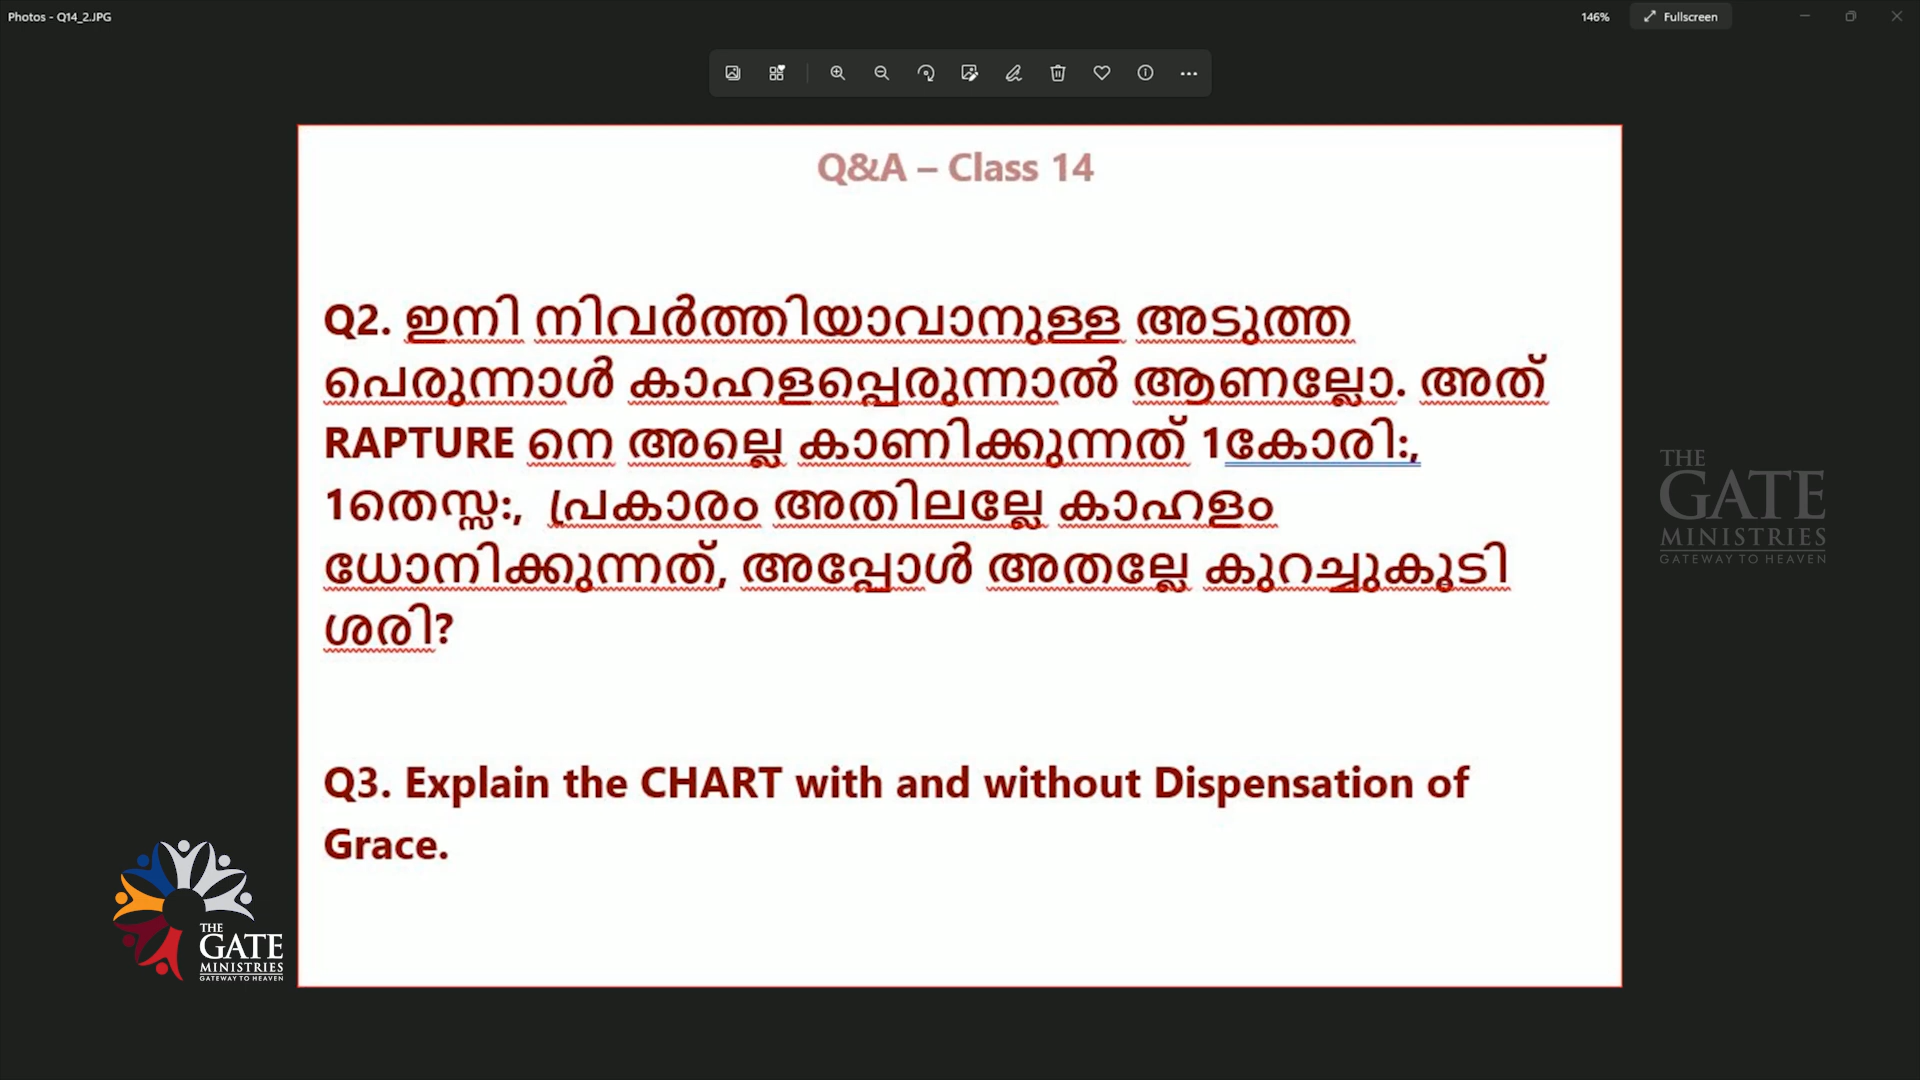 Photos - Q14_2.JPG
146%
Fullscreen
Q&A – Class 14
Q2. ഇനി നിവർത്തിയാവാനുള്ള അടുത്ത
പെരുന്നാൾ കാഹളപ്പെരുന്നാൽ ആണല്ലോ. അത്
RAPTURE നെ അല്ലെ കാണിക്കുന്നത് 1കോരി:,
1തെസ്സ:, പ്രകാരം അതിലല്ലേ കാഹളം
ധോനിക്കുന്നത്, അപ്പോൾ അതല്ലേ കുറച്ചുകൂടി
ശരി?
Q3. Explain the CHART with and without Dispensation of
Grace.
THE
GATE
MINISTRIES
GATEWAY TO HEAVEN
THE
GATE
MINISTRIES
GATEWAY TO HEAVEN